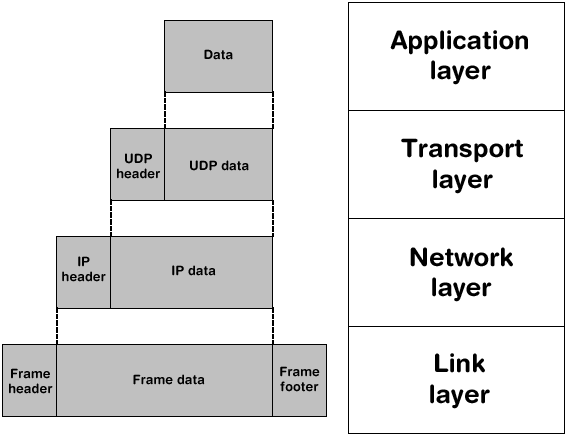 Data
Application
layer
UDP
header
UDP data
Transport
layer
IP
header
IP data
Network
layer
Frame
header
Frame data
Frame
footer
Link
layer